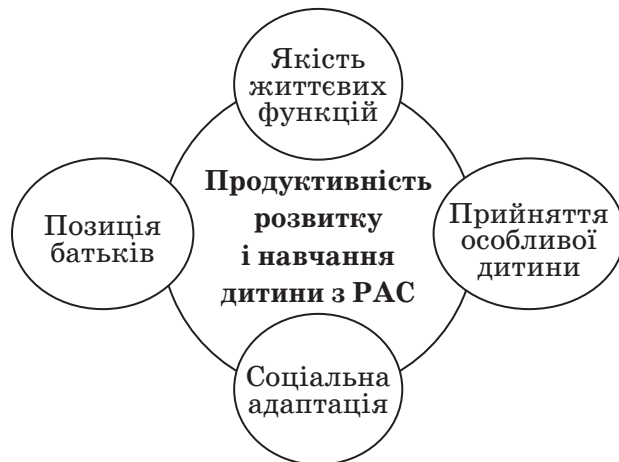 Якість
життєвих
функцій
Позиція
батьків
Продуктивність
розвитку
і навчання
дитини з РАС
Прийняття
особливої
дитини
Соціальна
адаптація